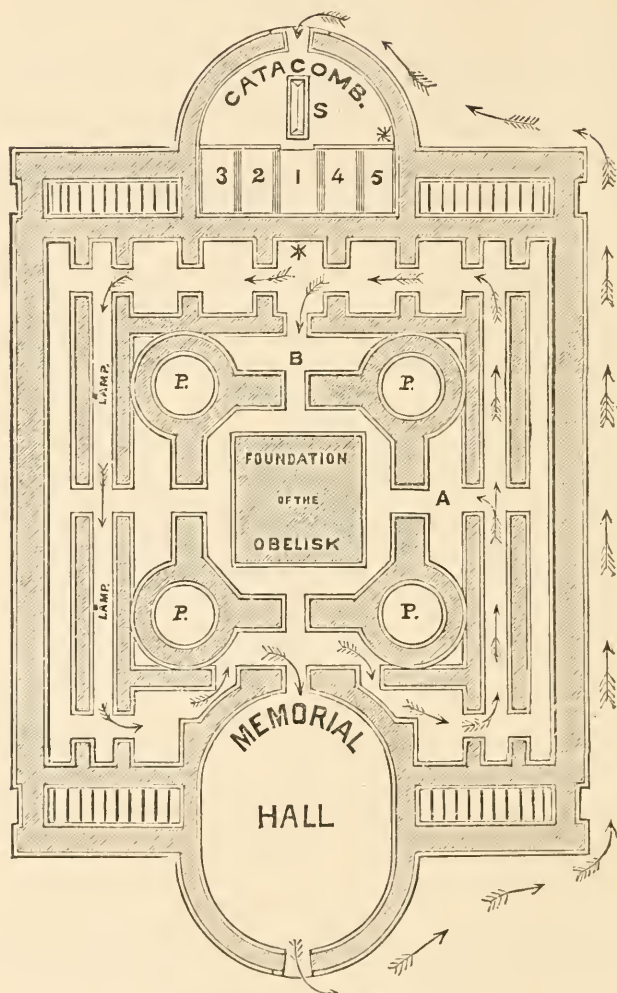 CATACOMB.
S
3 2 1 4 5
B
P. P.
LAMP.
FOUNDATION
OF THE
OBELISK
A
LAMP.
P. P.
MEMORIAL
HALL